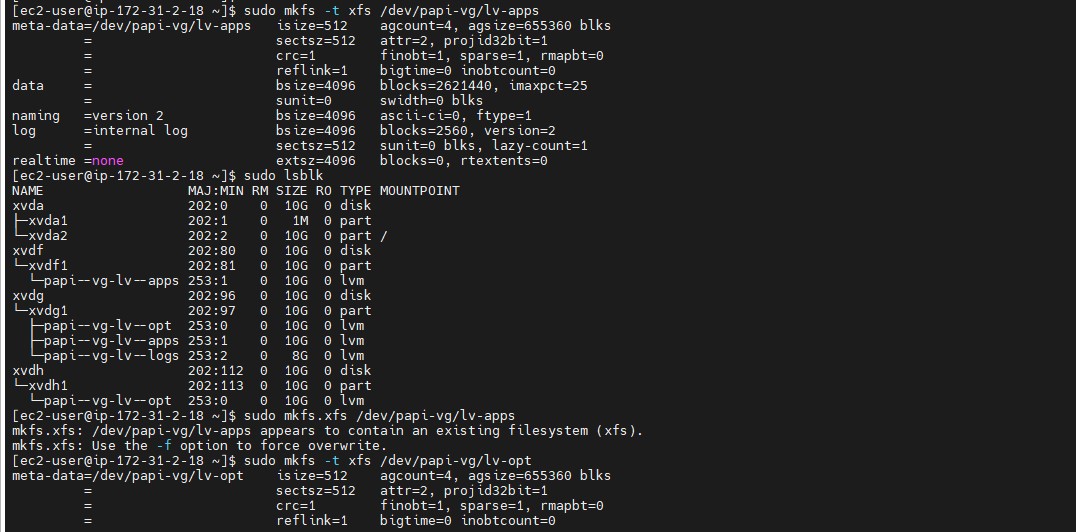 [ec2-user@ip-172-31-2-18 ~]$ sudo mkfs -t xfs /dev/papi-vg/lv-apps
meta-data=/dev/papi-vg/lv-apps   isize=512    agcount=4, agsize=655360 blks
         =                       sectsz=512   attr=2, projid32bit=1
         =                       crc=1        finobt=1, sparse=1, rmapbt=0
         =                       reflink=1    bigtime=0 inobtcount=0
data     =                       bsize=4096   blocks=2621440, imaxpct=25
         =                       sunit=0      swidth=0 blks
naming   =version 2              bsize=4096   ascii-ci=0, ftype=1
log      =internal log           bsize=4096   blocks=2560, version=2
         =                       sectsz=512   sunit=0 blks, lazy-count=1
realtime =none                   extsz=4096   blocks=0, rtextents=0
[ec2-user@ip-172-31-2-18 ~]$ sudo lsblk
NAME                  MAJ:MIN RM SIZE RO TYPE MOUNTPOINT
xvda                  202:0    0  10G  0 disk
├─xvda1               202:1    0   1M  0 part
└─xvda2               202:2    0  10G  0 part /
xvdf                  202:80   0  10G  0 disk
└─xvdf1               202:81   0  10G  0 part
  └─papi--vg-lv--apps 253:1    0  10G  0 lvm
xvdg                  202:96   0  10G  0 disk
└─xvdg1               202:97   0  10G  0 part
  ├─papi--vg-lv--opt  253:0    0  10G  0 lvm
  ├─papi--vg-lv--apps 253:1    0  10G  0 lvm
  └─papi--vg-lv--logs 253:2    0   8G  0 lvm
xvdh                  202:112  0  10G  0 disk
└─xvdh1               202:113  0  10G  0 part
  └─papi--vg-lv--opt  253:0    0  10G  0 lvm
[ec2-user@ip-172-31-2-18 ~]$ sudo mkfs.xfs /dev/papi-vg/lv-apps
mkfs.xfs: /dev/papi-vg/lv-apps appears to contain an existing filesystem (xfs).
mkfs.xfs: Use the -f option to force overwrite.
[ec2-user@ip-172-31-2-18 ~]$ sudo mkfs -t xfs /dev/papi-vg/lv-opt
meta-data=/dev/papi-vg/lv-opt    isize=512    agcount=4, agsize=655360 blks
         =                       sectsz=512   attr=2, projid32bit=1
         =                       crc=1        finobt=1, sparse=1, rmapbt=0
         =                       reflink=1    bigtime=0 inobtcount=0